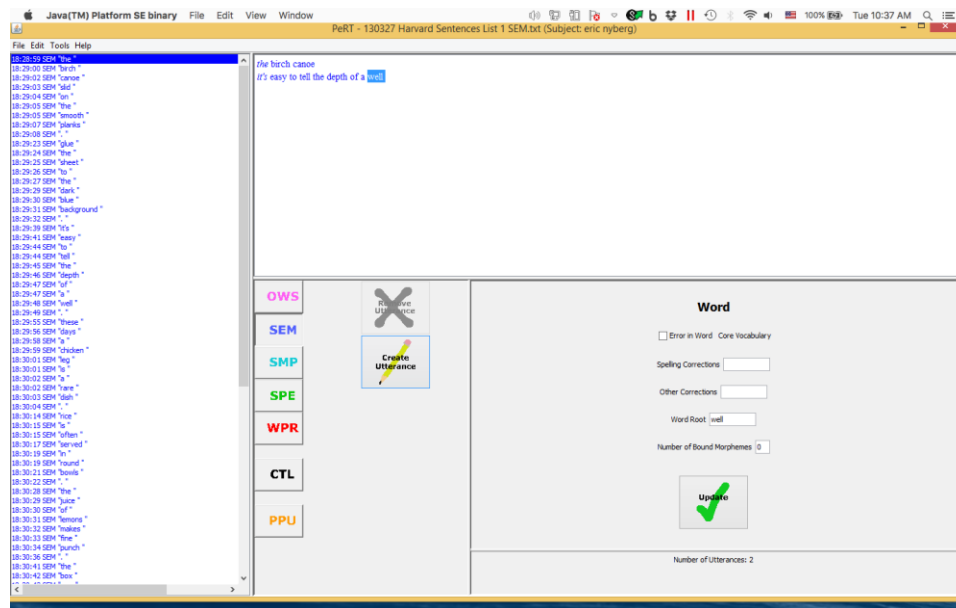 Java(TM) Platform SE binary File Edit View Window 100% Tue 10:37 AM
PeRT - 130327 Harvard Sentences List 1 SEM.txt (Subject: eric nyberg)
File Edit Tools Help
18:28:59 SEM "the "
18:29:00 SEM "birch "
18:29:02 SEM "canoe "
18:29:03 SEM "slid "
18:29:04 SEM "on "
18:29:05 SEM "the "
18:29:05 SEM "smooth "
18:29:07 SEM "planks "
18:29:08 SEM ". "
18:29:23 SEM "glue "
18:29:24 SEM "the "
18:29:25 SEM "sheet "
18:29:26 SEM "to "
18:29:27 SEM "the "
18:29:29 SEM "dark "
18:29:30 SEM "blue "
18:29:31 SEM "background "
18:29:32 SEM ". "
18:29:39 SEM "it's "
18:29:41 SEM "easy "
18:29:44 SEM "to "
18:29:44 SEM "tell "
18:29:45 SEM "the "
18:29:46 SEM "depth "
18:29:47 SEM "of "
18:29:47 SEM "a "
18:29:48 SEM "well "
18:29:49 SEM ". "
18:29:55 SEM "these "
18:29:56 SEM "days "
18:29:58 SEM "a "
18:29:59 SEM "chicken "
18:30:01 SEM "leg "
18:30:01 SEM "is "
18:30:02 SEM "a "
18:30:02 SEM "rare "
18:30:03 SEM "dish "
18:30:04 SEM ". "
18:30:14 SEM "rice "
18:30:15 SEM "is "
18:30:15 SEM "often "
18:30:17 SEM "served "
18:30:19 SEM "in "
18:30:19 SEM "round "
18:30:21 SEM "bowls "
18:30:22 SEM ". "
18:30:28 SEM "the "
18:30:29 SEM "juice "
18:30:30 SEM "of "
18:30:31 SEM "lemons "
18:30:32 SEM "makes "
18:30:33 SEM "fine "
18:30:34 SEM "punch "
18:30:36 SEM ". "
18:30:41 SEM "the "
18:30:42 SEM "box "
the birch canoe
it's easy to tell the depth of a well
OWS
SEM
SMP
SPE
WPR
CTL
PPU
Remove
Utterance
Create
Utterance
Word
Error in Word Core Vocabulary
Spelling Corrections
Other Corrections
Word Root well
Number of Bound Morphemes 0
Update
Number of Utterances: 2